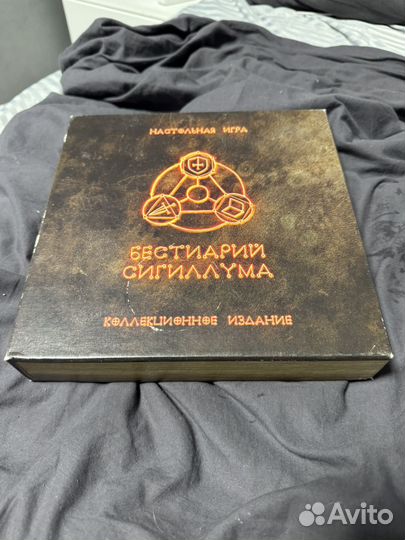 НАСТОЛЬНАЯ ИГРА
БЕСТИАРИЙ
СИГИЛЛУМА
КОЛЛЕКЦИОННОЕ ИЗДАНИЕ
Avito